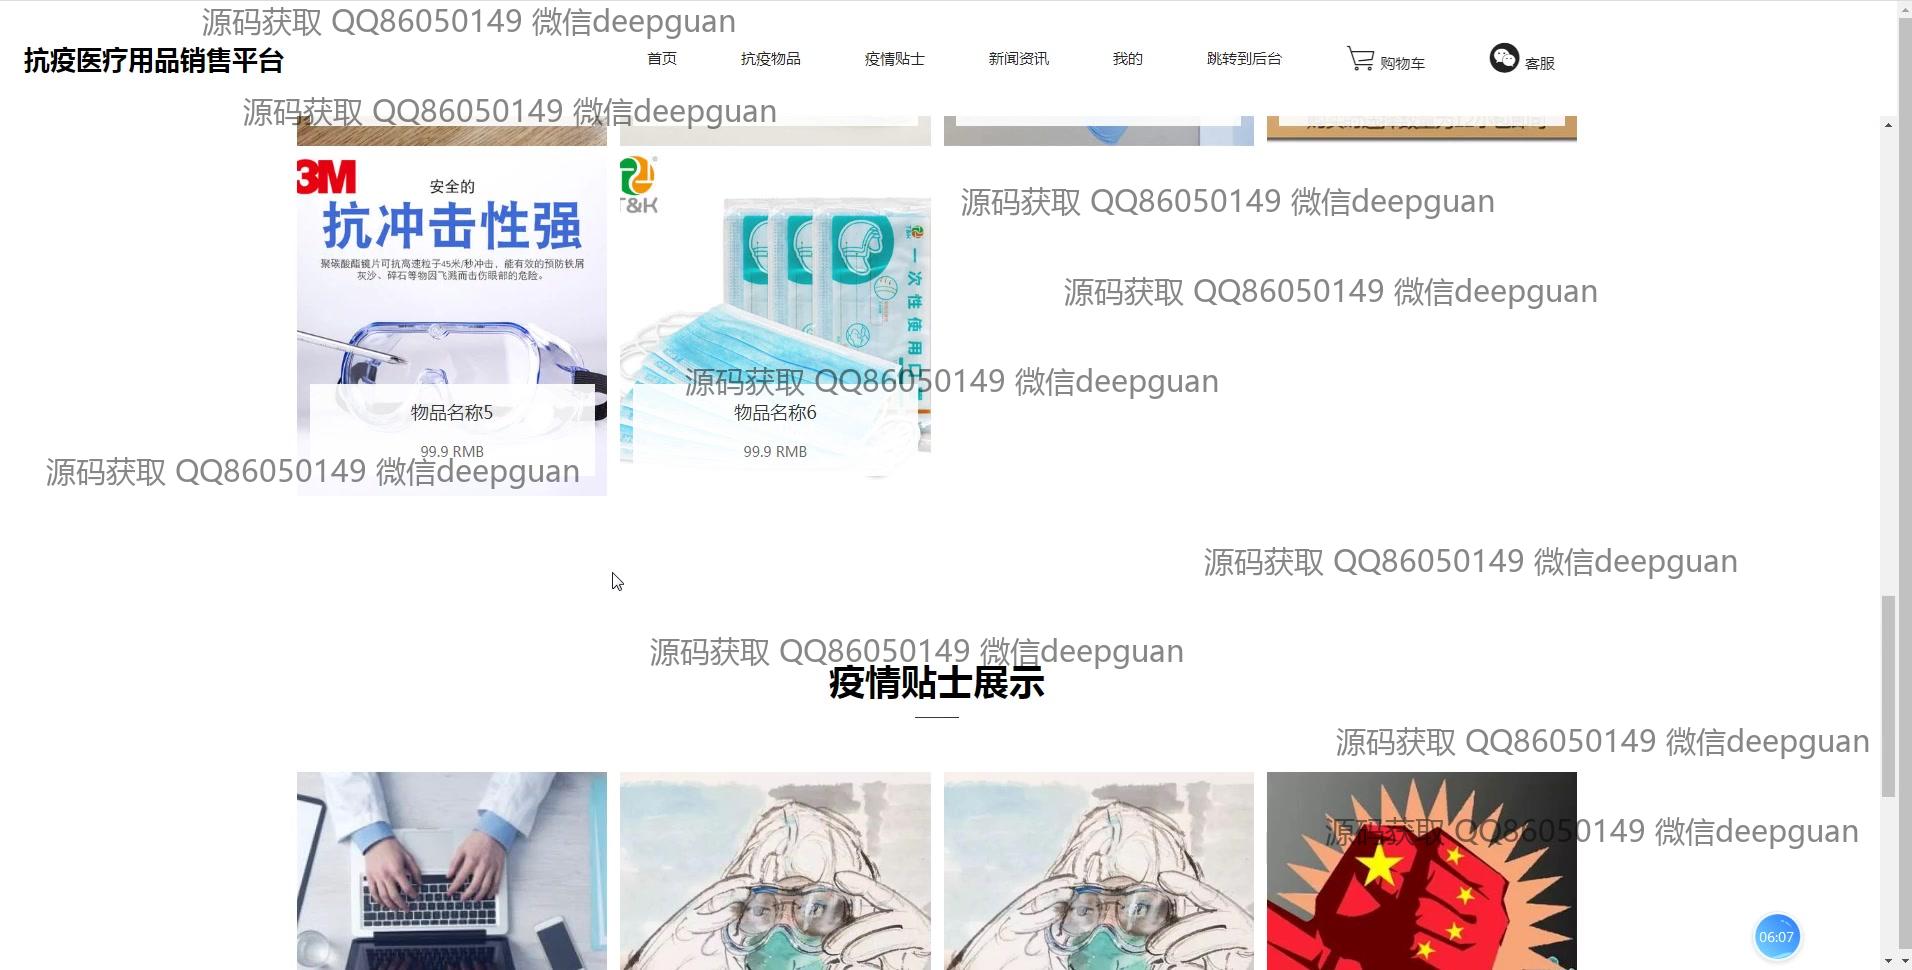 源码获取 QQ86050149 微信deepguan
抗疫医疗用品销售平台
首页
抗疫物品
疫情贴士
新闻资讯
我的
跳转到后台
购物车
客服
源码获取 QQ86050149 微信deepguan
3M
安全的
抗冲击性强
聚碳酸酯镜片可抗高速粒子45米/秒冲击，能有效的预防铁屑
灰沙、碎石等物因飞溅而击伤眼部的危险。
T&K
一次性使用口
源码获取 QQ86050149 微信deepguan
源码获取 QQ86050149 微信deepguan
源码获取 QQ86050149 微信deepguan
物品名称5
99.9 RMB
物品名称6
99.9 RMB
源码获取 QQ86050149 微信deepguan
源码获取 QQ86050149 微信deepguan
源码获取 QQ86050149 微信deepguan
疫情贴士展示
源码获取 QQ86050149 微信deepguan
源码获取 QQ86050149 微信deepguan
06:07